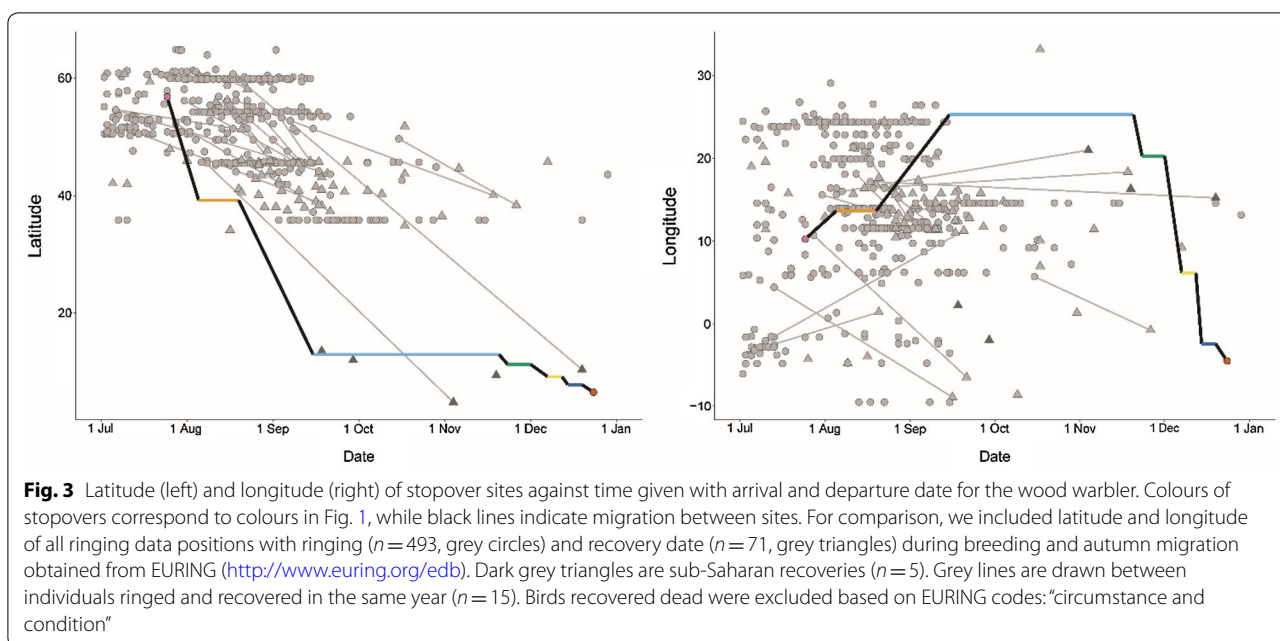 60
40
20
Latitude
1 Jul
1 Aug
1 Sep
1 Oct
1 Nov
1 Dec
1 Jan
Date
30
20
10
0
−10
Longitude
1 Jul
1 Aug
1 Sep
1 Oct
1 Nov
1 Dec
1 Jan
Date
Fig. 3 Latitude (left) and longitude (right) of stopover sites against time given with arrival and departure date for the wood warbler. Colours of
stopovers correspond to colours in Fig. 1, while black lines indicate migration between sites. For comparison, we included latitude and longitude
of all ringing data positions with ringing (n = 493, grey circles) and recovery date (n = 71, grey triangles) during breeding and autumn migration
obtained from EURING (http://www.euring.org/edb). Dark grey triangles are sub-Saharan recoveries (n = 5). Grey lines are drawn between
individuals ringed and recovered in the same year (n = 15). Birds recovered dead were excluded based on EURING codes: “circumstance and
condition”